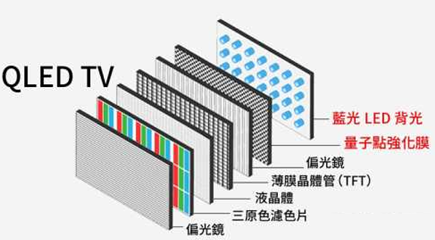 QLED TV
藍光 LED 背光
量子點強化膜
偏光鏡
薄膜晶體管（TFT）
液晶體
三原色濾色片
偏光鏡